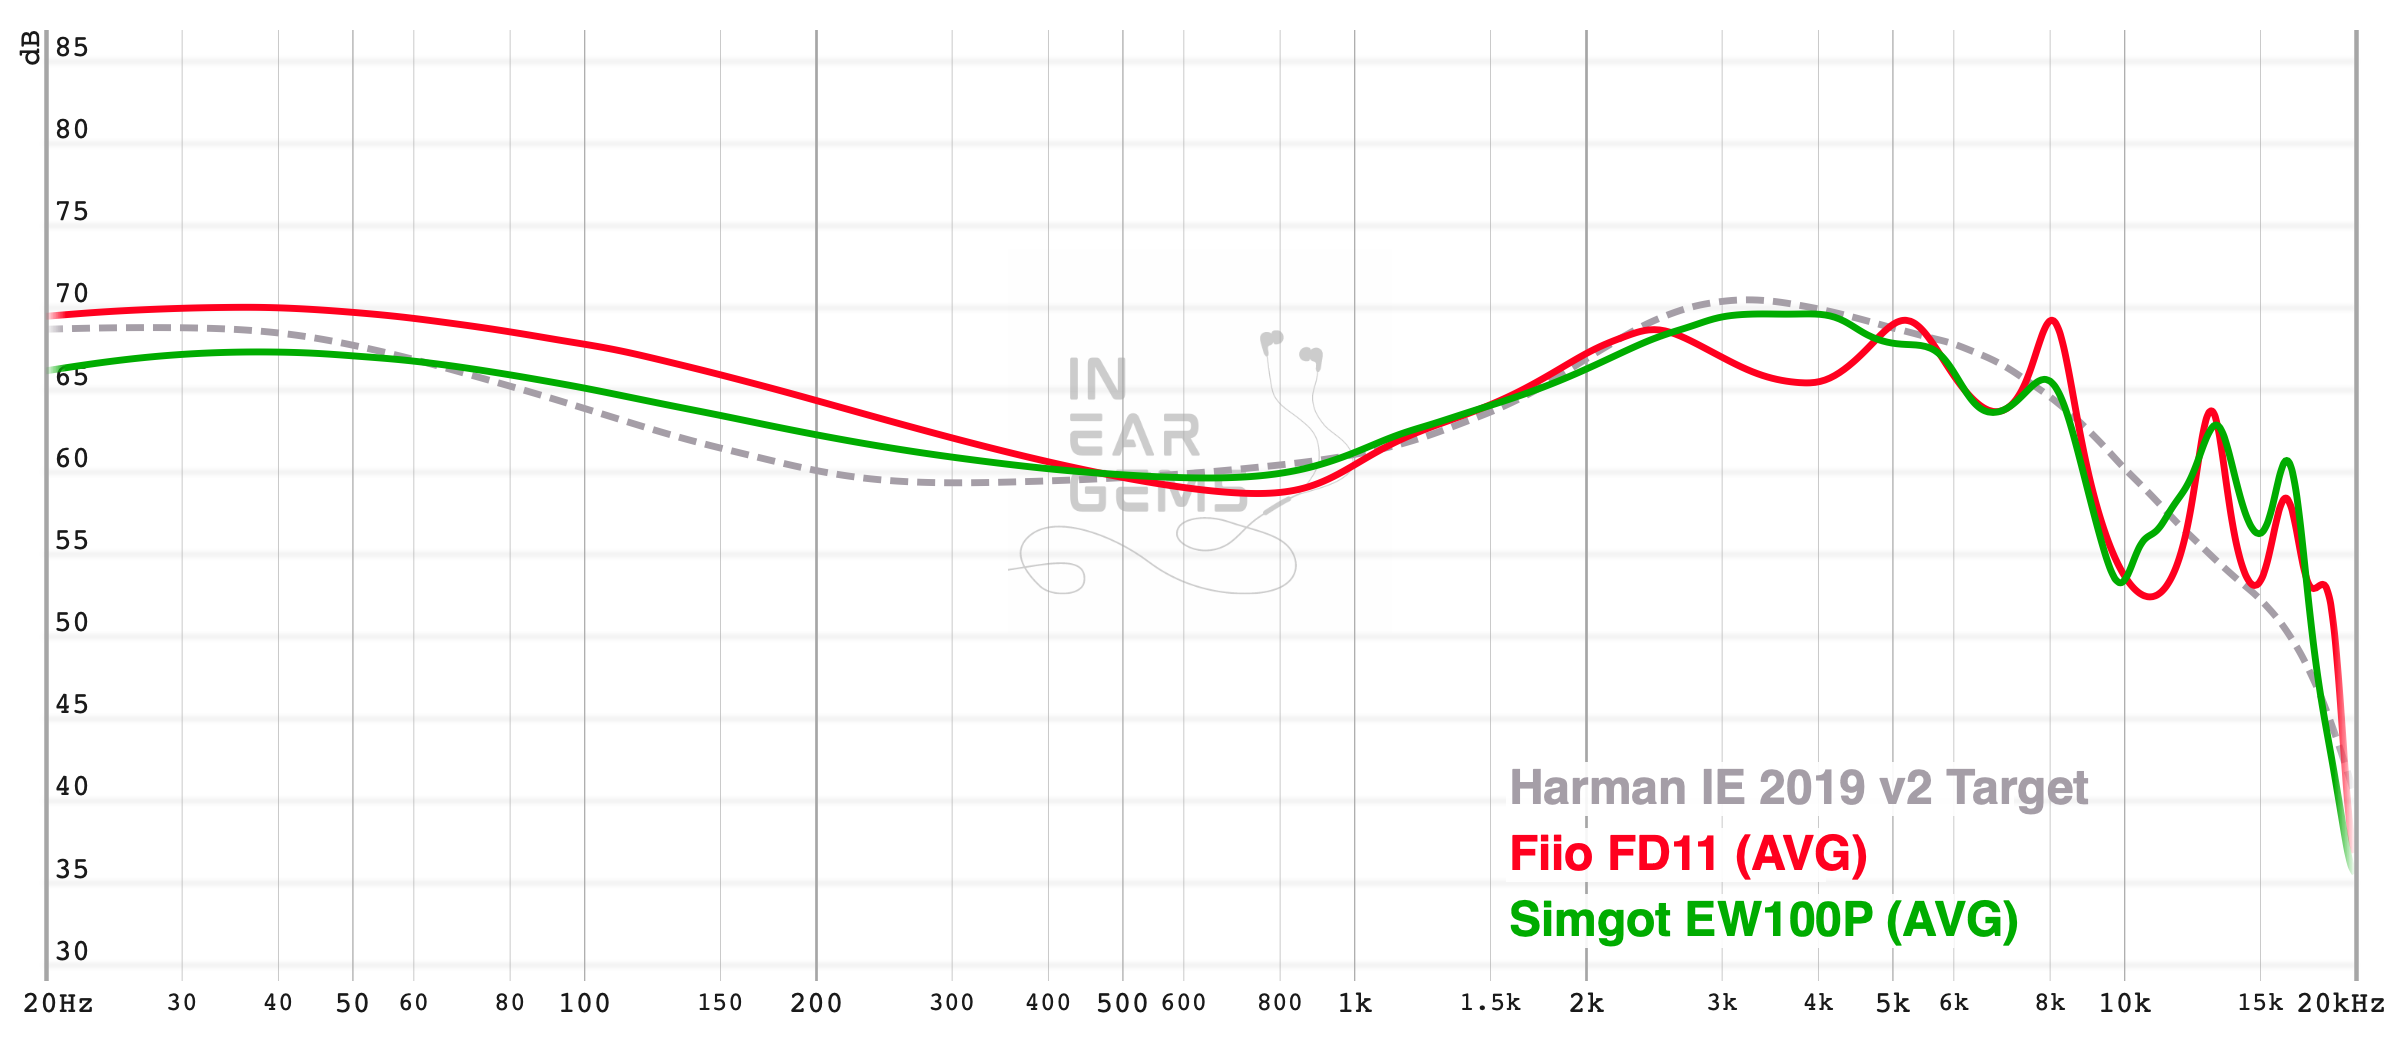 dB
85
80
75
70
65
60
55
50
45
40
35
30
IN
EAR
GEMS
Harman IE 2019 v2 Target
Fiio FD11 (AVG)
Simgot EW100P (AVG)
20Hz 30 40 50 60 80 100 150 200 300 400 500 600 800 1k 1.5k 2k 3k 4k 5k 6k 8k 10k 15k 20kHz